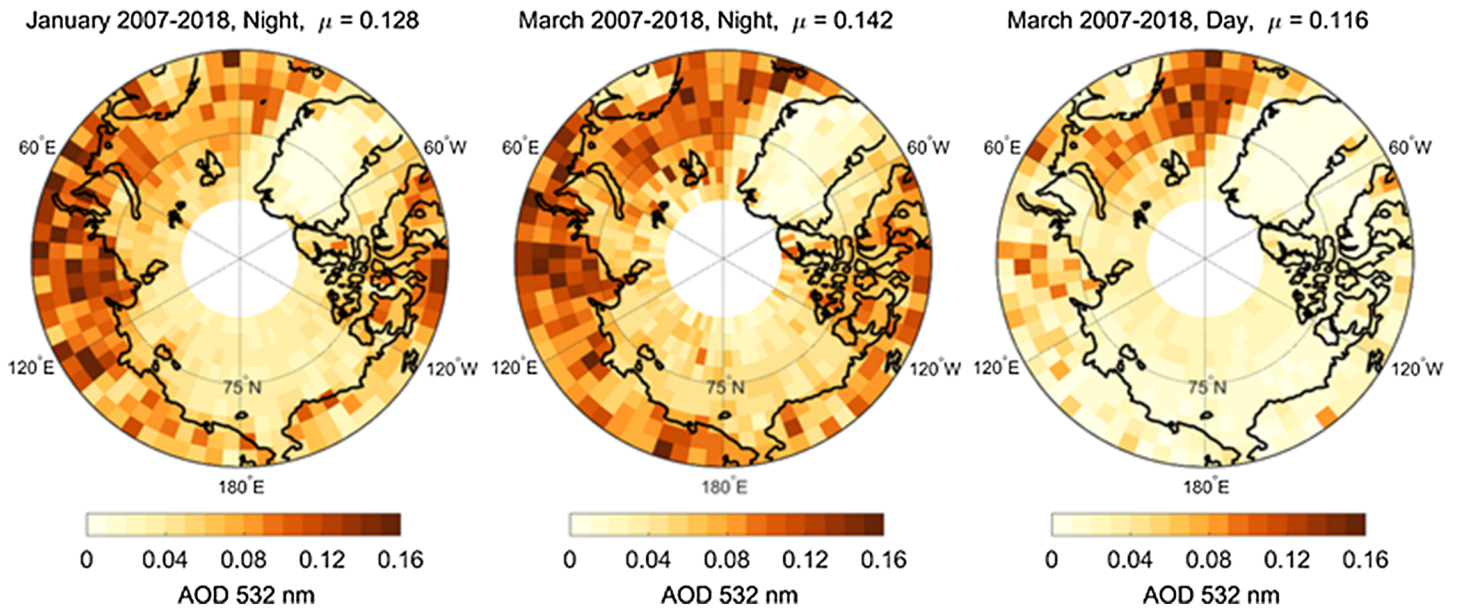 January 2007-2018, Night, μ = 0.128
60°E
60°W
120°E
120°W
75°N
180°E
0 0.04 0.08 0.12 0.16
AOD 532 nm
March 2007-2018, Night, μ = 0.142
60°E
60°W
120°E
120°W
75°N
180°E
0 0.04 0.08 0.12 0.16
AOD 532 nm
March 2007-2018, Day, μ = 0.116
60°E
60°W
120°E
120°W
75°N
180°E
0 0.04 0.08 0.12 0.16
AOD 532 nm